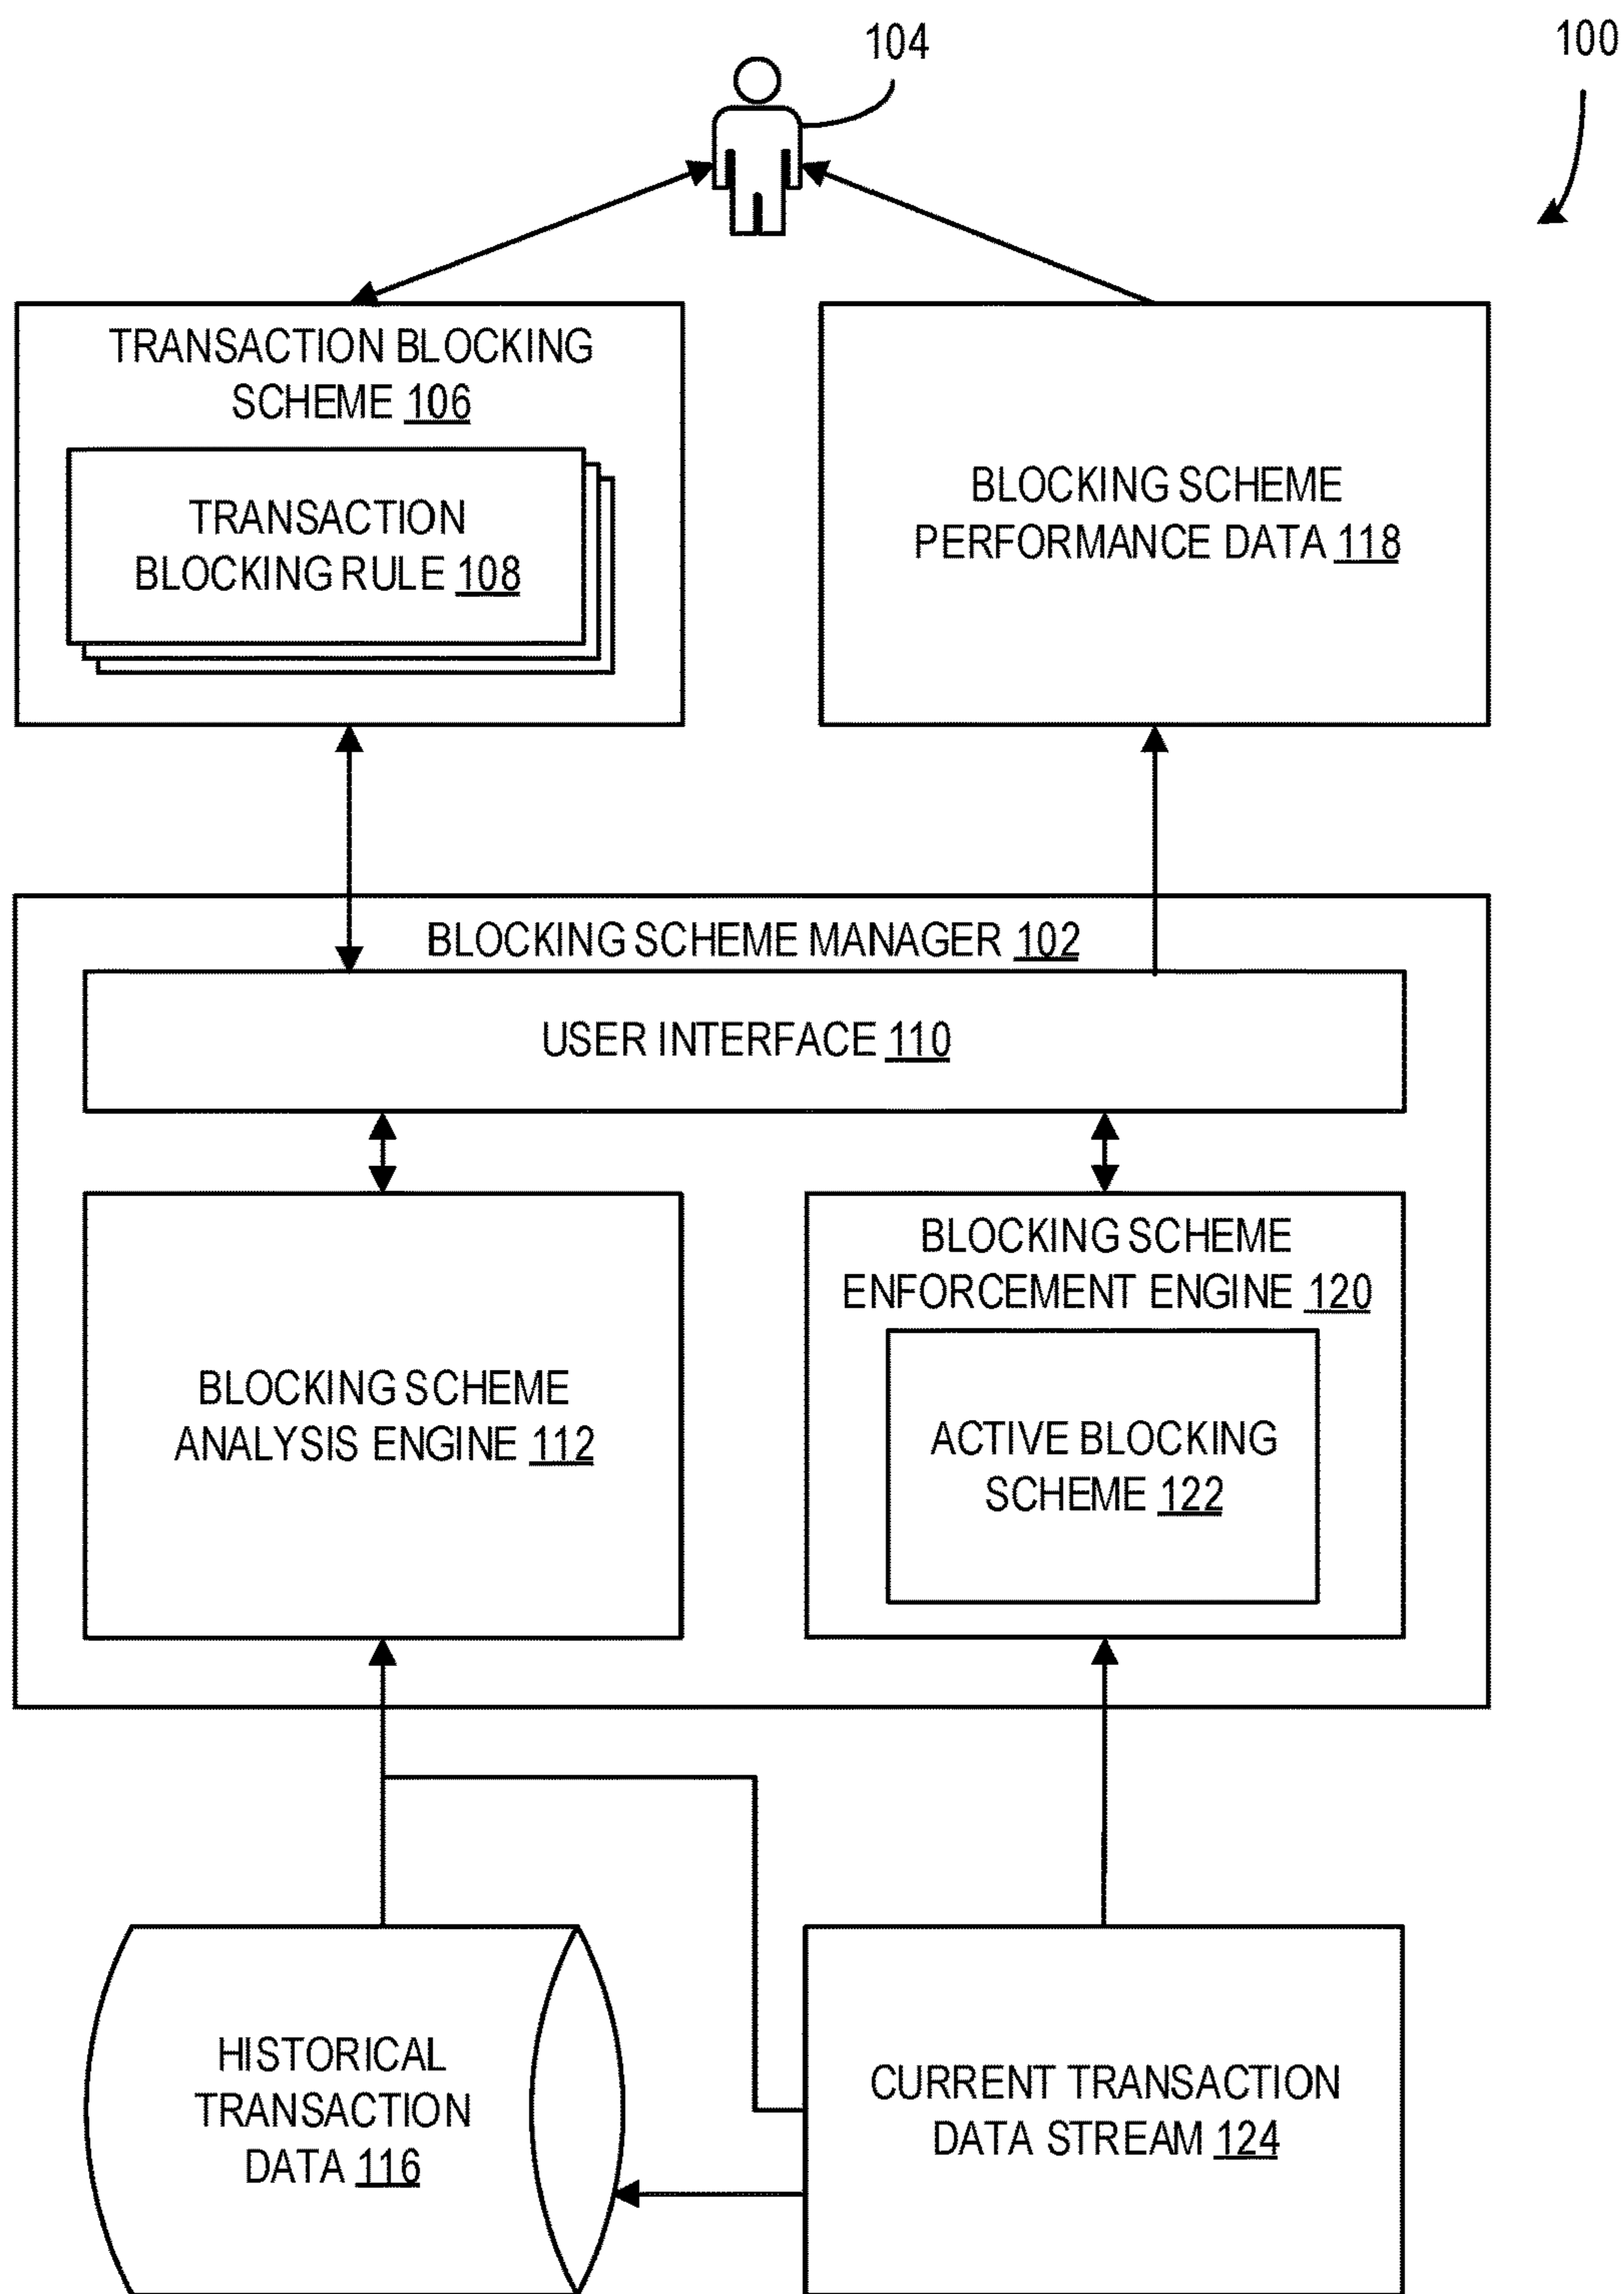 104
100
TRANSACTION BLOCKING
SCHEME 106
TRANSACTION
BLOCKING RULE 108
BLOCKING SCHEME
PERFORMANCE DATA 118
BLOCKING SCHEME MANAGER 102
USER INTERFACE 110
BLOCKING SCHEME
ANALYSIS ENGINE 112
BLOCKING SCHEME
ENFORCEMENT ENGINE 120
ACTIVE BLOCKING
SCHEME 122
HISTORICAL
TRANSACTION
DATA 116
CURRENT TRANSACTION
DATA STREAM 124